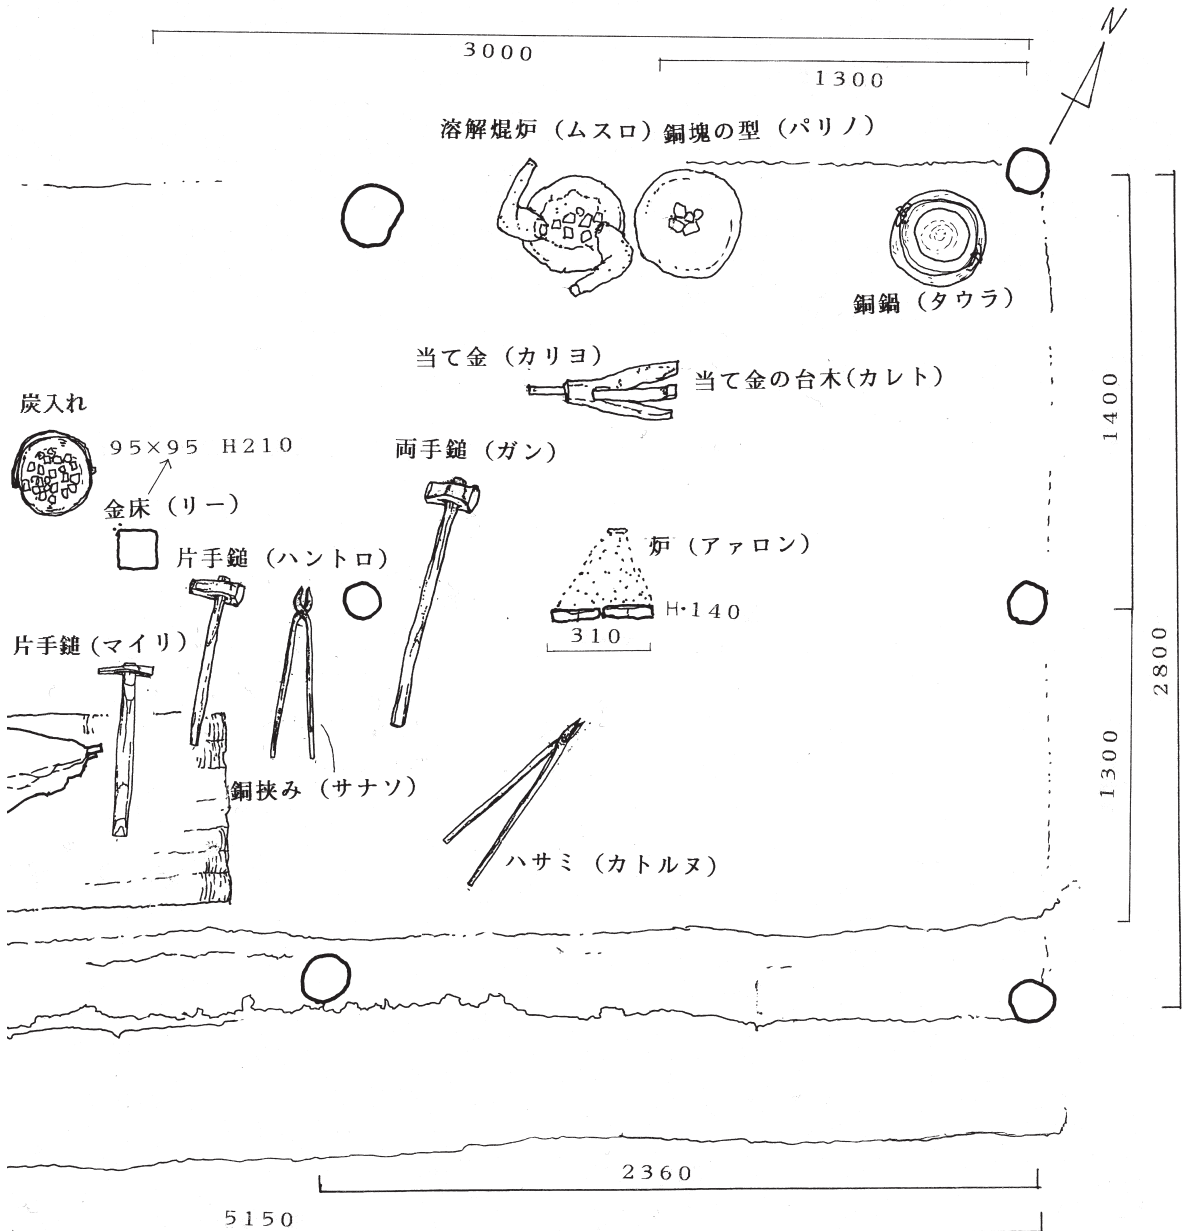 N
3000
1300
溶解焜炉（ムスロ）
銅塊の型（パリノ）
銅鍋（タウラ）
当て金（カリヨ）
当て金の台木(カレト）
1400
炭入れ
95×95 H210
両手鎚（ガン）
金床（リー）
片手鎚（ハントロ）
炉（アァロン）
H・140
310
片手鎚(マイリ）
2800
1300
銅挟み（サナソ）
ハサミ（カトルヌ）
2360
5150